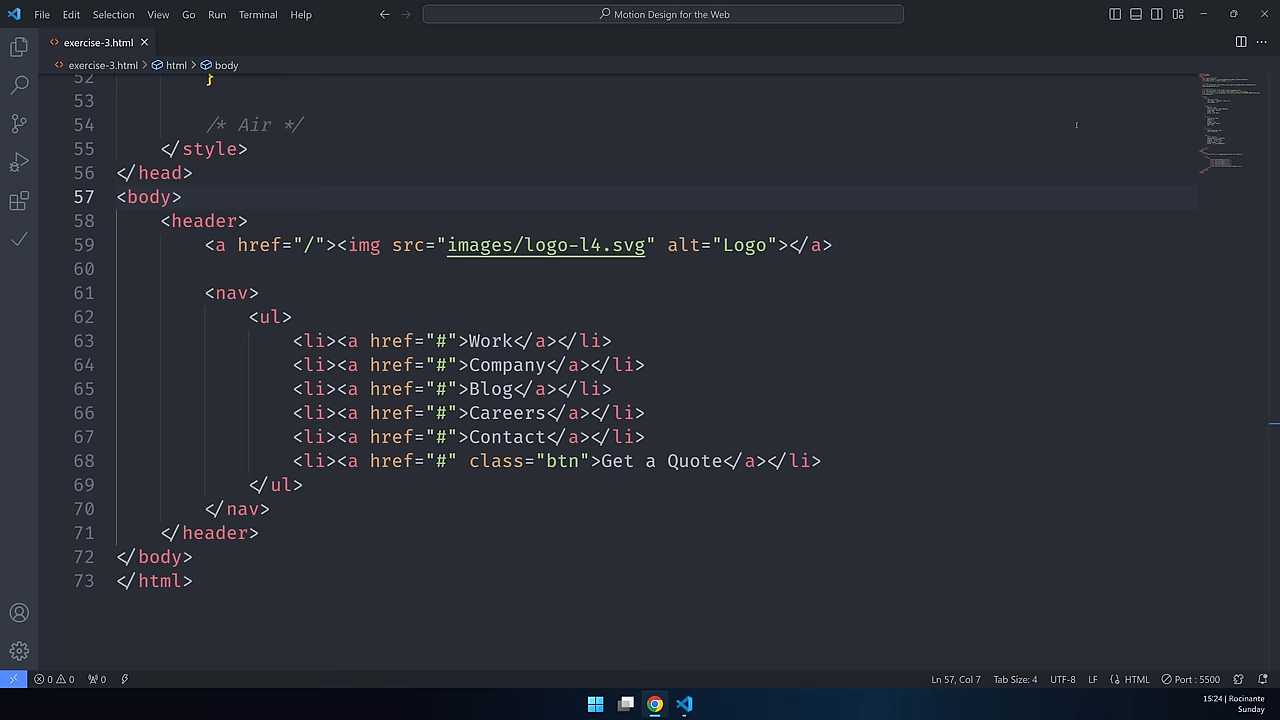 File Edit Selection View Go Run Terminal Help Motion Design for the Web
exercise-3.html
exercise-3.html > html > body
52 }
53
54 /* Air */
55 </style>
56 </head>
57 <body>
58 <header>
59 <a href="/"><img src="images/logo-l4.svg" alt="Logo"></a>
60
61 <nav>
62 <ul>
63 <li><a href="#">Work</a></li>
64 <li><a href="#">Company</a></li>
65 <li><a href="#">Blog</a></li>
66 <li><a href="#">Careers</a></li>
67 <li><a href="#">Contact</a></li>
68 <li><a href="#" class="btn">Get a Quote</a></li>
69 </ul>
70 </nav>
71 </header>
72 </body>
73 </html>
0 0 0 Ln 57, Col 7 Tab Size: 4 UTF-8 LF HTML Port : 5500
15:24 | Rocinante
Sunday